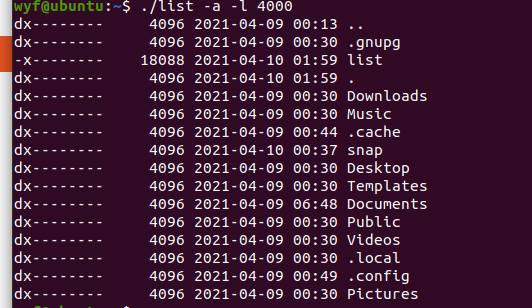 wyf@ubuntu:~$ ./list -a -l 4000
dx--------       4096 2021-04-09 00:13 ..
dx--------       4096 2021-04-09 00:30 .gnupg
-x--------      18088 2021-04-10 01:59 list
dx--------       4096 2021-04-10 01:59 .
dx--------       4096 2021-04-09 00:30 Downloads
dx--------       4096 2021-04-09 00:30 Music
dx--------       4096 2021-04-09 00:44 .cache
dx--------       4096 2021-04-10 00:37 snap
dx--------       4096 2021-04-09 00:30 Desktop
dx--------       4096 2021-04-09 00:30 Templates
dx--------       4096 2021-04-09 06:48 Documents
dx--------       4096 2021-04-09 00:30 Public
dx--------       4096 2021-04-09 00:30 Videos
dx--------       4096 2021-04-09 00:30 .local
dx--------       4096 2021-04-09 00:49 .config
dx--------       4096 2021-04-09 00:30 Pictures